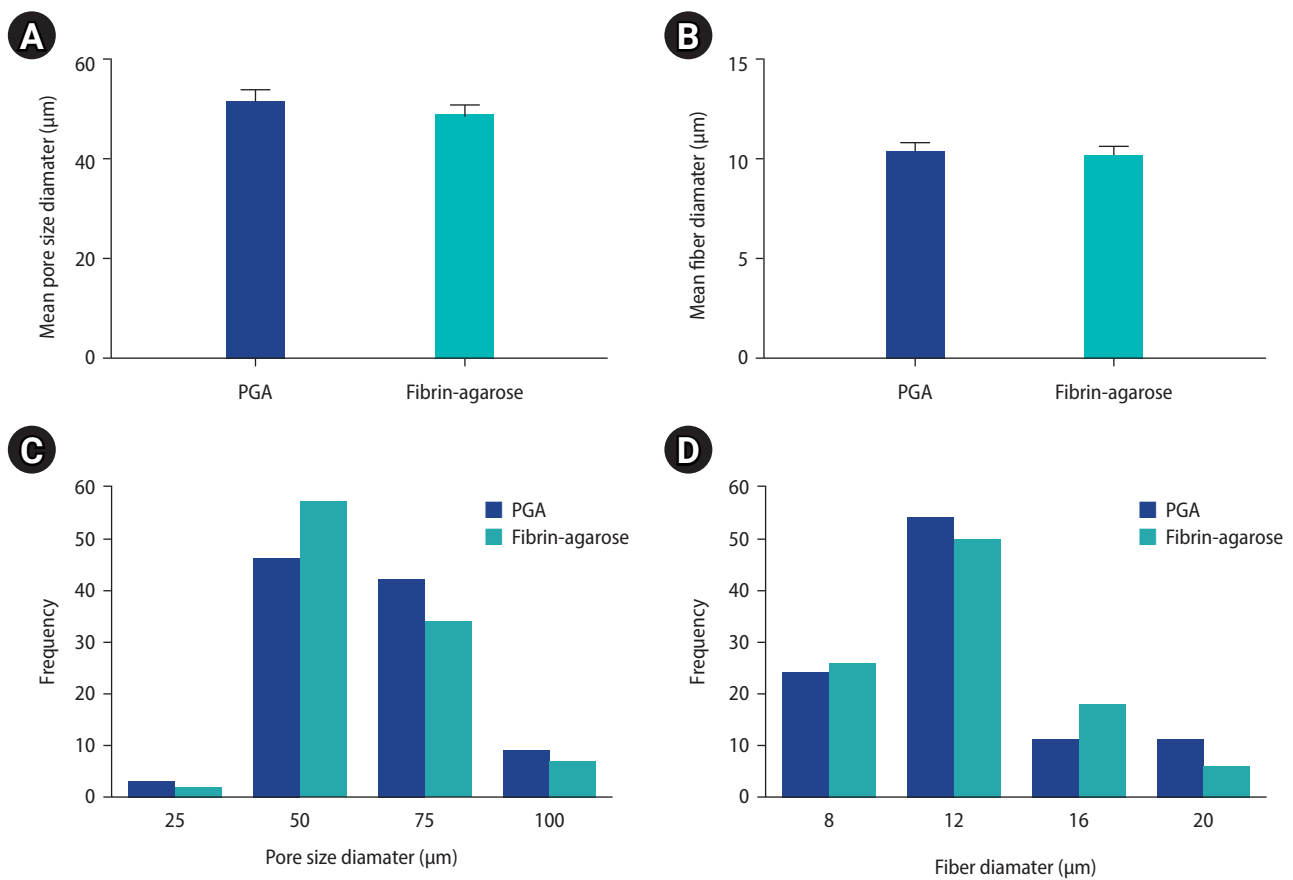 A
60
40
20
0
Mean pore size diamater (μm)
PGA
Fibrin-agarose
B
15
10
5
0
Mean fiber diamater (μm)
PGA
Fibrin-agarose
C
60
50
40
30
20
10
0
Frequency
PGA
Fibrin-agarose
25
50
75
100
Pore size diamater (μm)
D
60
50
40
30
20
10
0
Frequency
PGA
Fibrin-agarose
8
12
16
20
Fiber diamater (μm)